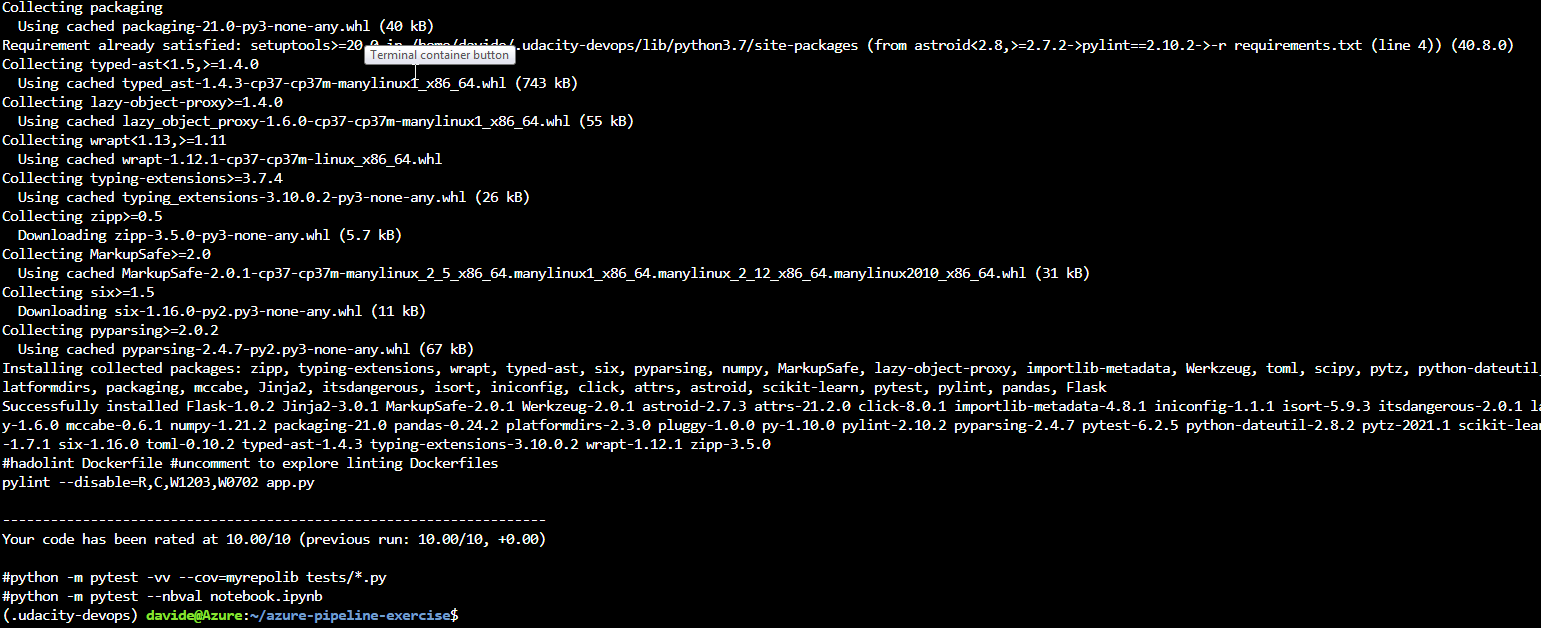 Collecting packaging
Using cached packaging-21.0-py3-none-any.whl (40 kB)
Requirement already satisfied: setuptools>=20.0 in /home/davide/.udacity-devops/lib/python3.7/site-packages (from astroid<2.8,>=2.7.2->pylint==2.10.2->-r requirements.txt (line 4)) (40.8.0)
Terminal container button
Collecting typed-ast<1.5,>=1.4.0
Using cached typed_ast-1.4.3-cp37-cp37m-manylinux1_x86_64.whl (743 kB)
Collecting lazy-object-proxy>=1.4.0
Using cached lazy_object_proxy-1.6.0-cp37-cp37m-manylinux1_x86_64.whl (55 kB)
Collecting wrapt<1.13,>=1.11
Using cached wrapt-1.12.1-cp37-cp37m-linux_x86_64.whl
Collecting typing-extensions>=3.7.4
Using cached typing_extensions-3.10.0.2-py3-none-any.whl (26 kB)
Collecting zipp>=0.5
Downloading zipp-3.5.0-py3-none-any.whl (5.7 kB)
Collecting MarkupSafe>=2.0
Using cached MarkupSafe-2.0.1-cp37-cp37m-manylinux_2_5_x86_64.manylinux1_x86_64.manylinux_2_12_x86_64.manylinux2010_x86_64.whl (31 kB)
Collecting six>=1.5
Downloading six-1.16.0-py2.py3-none-any.whl (11 kB)
Collecting pyparsing>=2.0.2
Using cached pyparsing-2.4.7-py2.py3-none-any.whl (67 kB)
Installing collected packages: zipp, typing-extensions, wrapt, typed-ast, six, pyparsing, numpy, MarkupSafe, lazy-object-proxy, importlib-metadata, Werkzeug, toml, scipy, pytz, python-dateutil,
latformdirs, packaging, mccabe, Jinja2, itsdangerous, isort, iniconfig, click, attrs, astroid, scikit-learn, pytest, pylint, pandas, Flask
Successfully installed Flask-1.0.2 Jinja2-3.0.1 MarkupSafe-2.0.1 Werkzeug-2.0.1 astroid-2.7.3 attrs-21.2.0 click-8.0.1 importlib-metadata-4.8.1 iniconfig-1.1.1 isort-5.9.3 itsdangerous-2.0.1 la
y-1.6.0 mccabe-0.6.1 numpy-1.21.2 packaging-21.0 pandas-0.24.2 platformdirs-2.3.0 pluggy-1.0.0 py-1.10.0 pylint-2.10.2 pyparsing-2.4.7 pytest-6.2.5 python-dateutil-2.8.2 pytz-2021.1 scikit-lear
-1.7.1 six-1.16.0 toml-0.10.2 typed-ast-1.4.3 typing-extensions-3.10.0.2 wrapt-1.12.1 zipp-3.5.0
#hadolint Dockerfile #uncomment to explore linting Dockerfiles
pylint --disable=R,C,W1203,W0702 app.py
--------------------------------------------------------------------
Your code has been rated at 10.00/10 (previous run: 10.00/10, +0.00)
#python -m pytest -vv --cov=myrepolib tests/*.py
#python -m pytest --nbval notebook.ipynb
(.udacity-devops) davide@Azure:~/azure-pipeline-exercise$